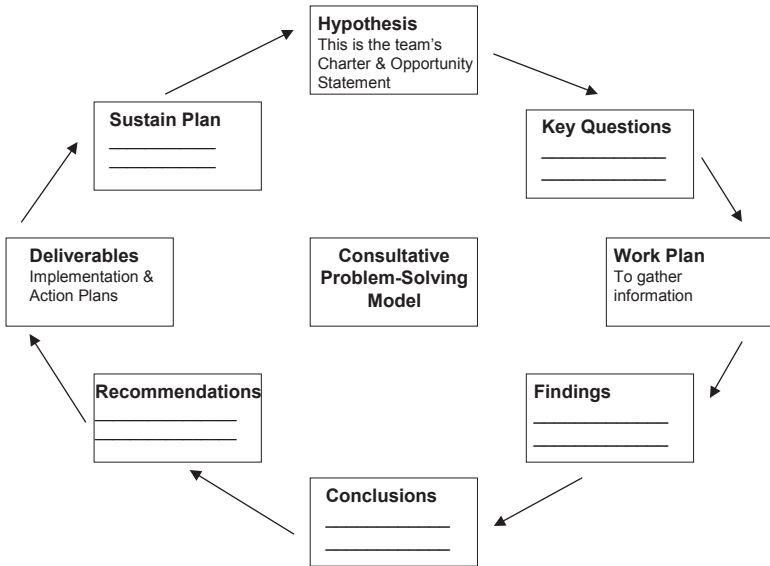 Hypothesis
This is the team's
Charter & Opportunity
Statement
Key Questions
Work Plan
To gather
information
Findings
Conclusions
Recommendations
Deliverables
Implementation &
Action Plans
Sustain Plan
Consultative
Problem-Solving
Model